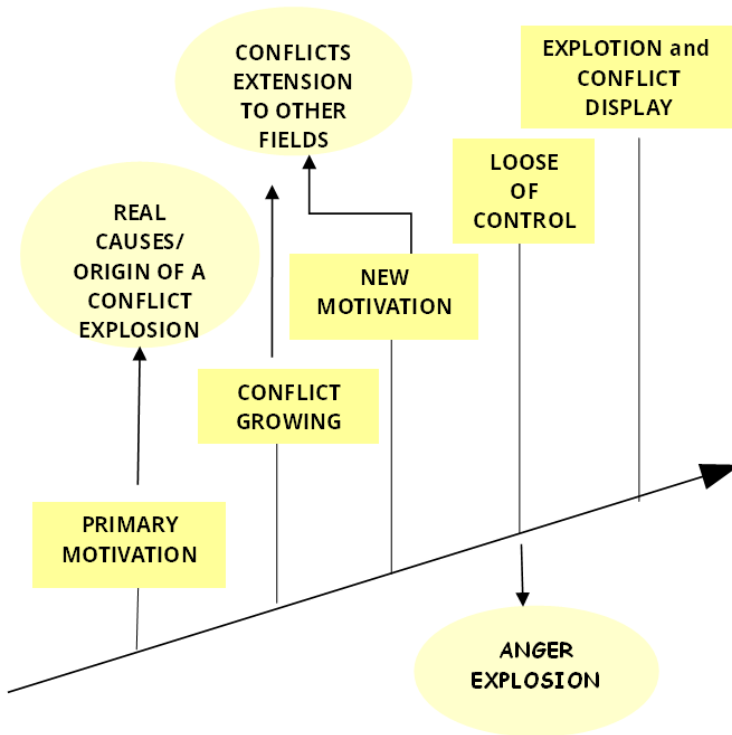 CONFLICTS
EXTENSION
TO OTHER
FIELDS
EXPLOTION and
CONFLICT
DISPLAY
LOOSE
OF
CONTROL
REAL
CAUSES/
ORIGIN OF A
CONFLICT
EXPLOSION
NEW
MOTIVATION
CONFLICT
GROWING
PRIMARY
MOTIVATION
ANGER
EXPLOSION